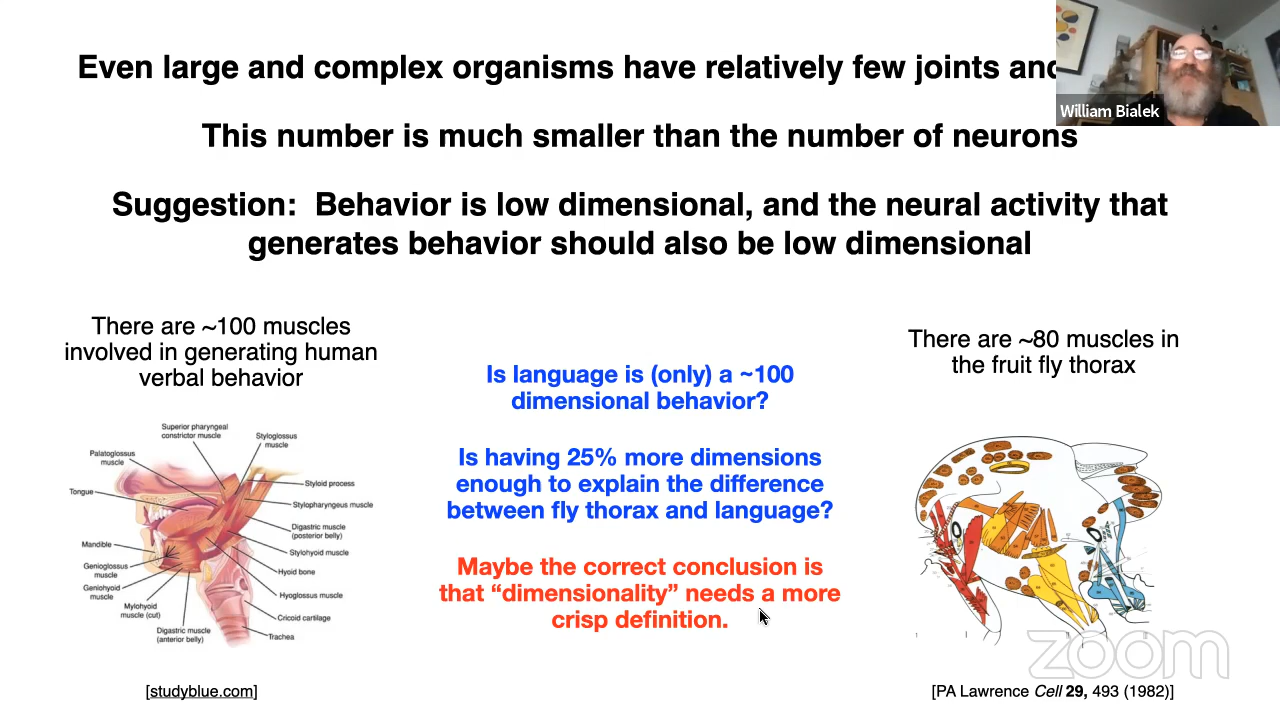 Even large and complex organisms have relatively few joints and
William Bialek
This number is much smaller than the number of neurons
Suggestion: Behavior is low dimensional, and the neural activity that
generates behavior should also be low dimensional
There are ~100 muscles
involved in generating human
verbal behavior
Superior pharyngeal
constrictor muscle
Styloglossus
muscle
Palatoglossus
muscle
Tongue
Styloid process
Stylopharyngeus muscle
Digastric muscle
(posterior belly)
Mandible
Stylohyoid muscle
Genioglossus
muscle
Hyoid bone
Geniohyoid
muscle
Hyoglossus muscle
Mylohyoid
muscle (cut)
Cricoid cartilage
Digastric muscle
(anterior belly)
Trachea
[studyblue.com]
Is language is (only) a ~100
dimensional behavior?
Is having 25% more dimensions
enough to explain the difference
between fly thorax and language?
Maybe the correct conclusion is
that “dimensionality” needs a more
crisp definition.
There are ~80 muscles in
the fruit fly thorax
zoom
[PA Lawrence Cell 29, 493 (1982)]